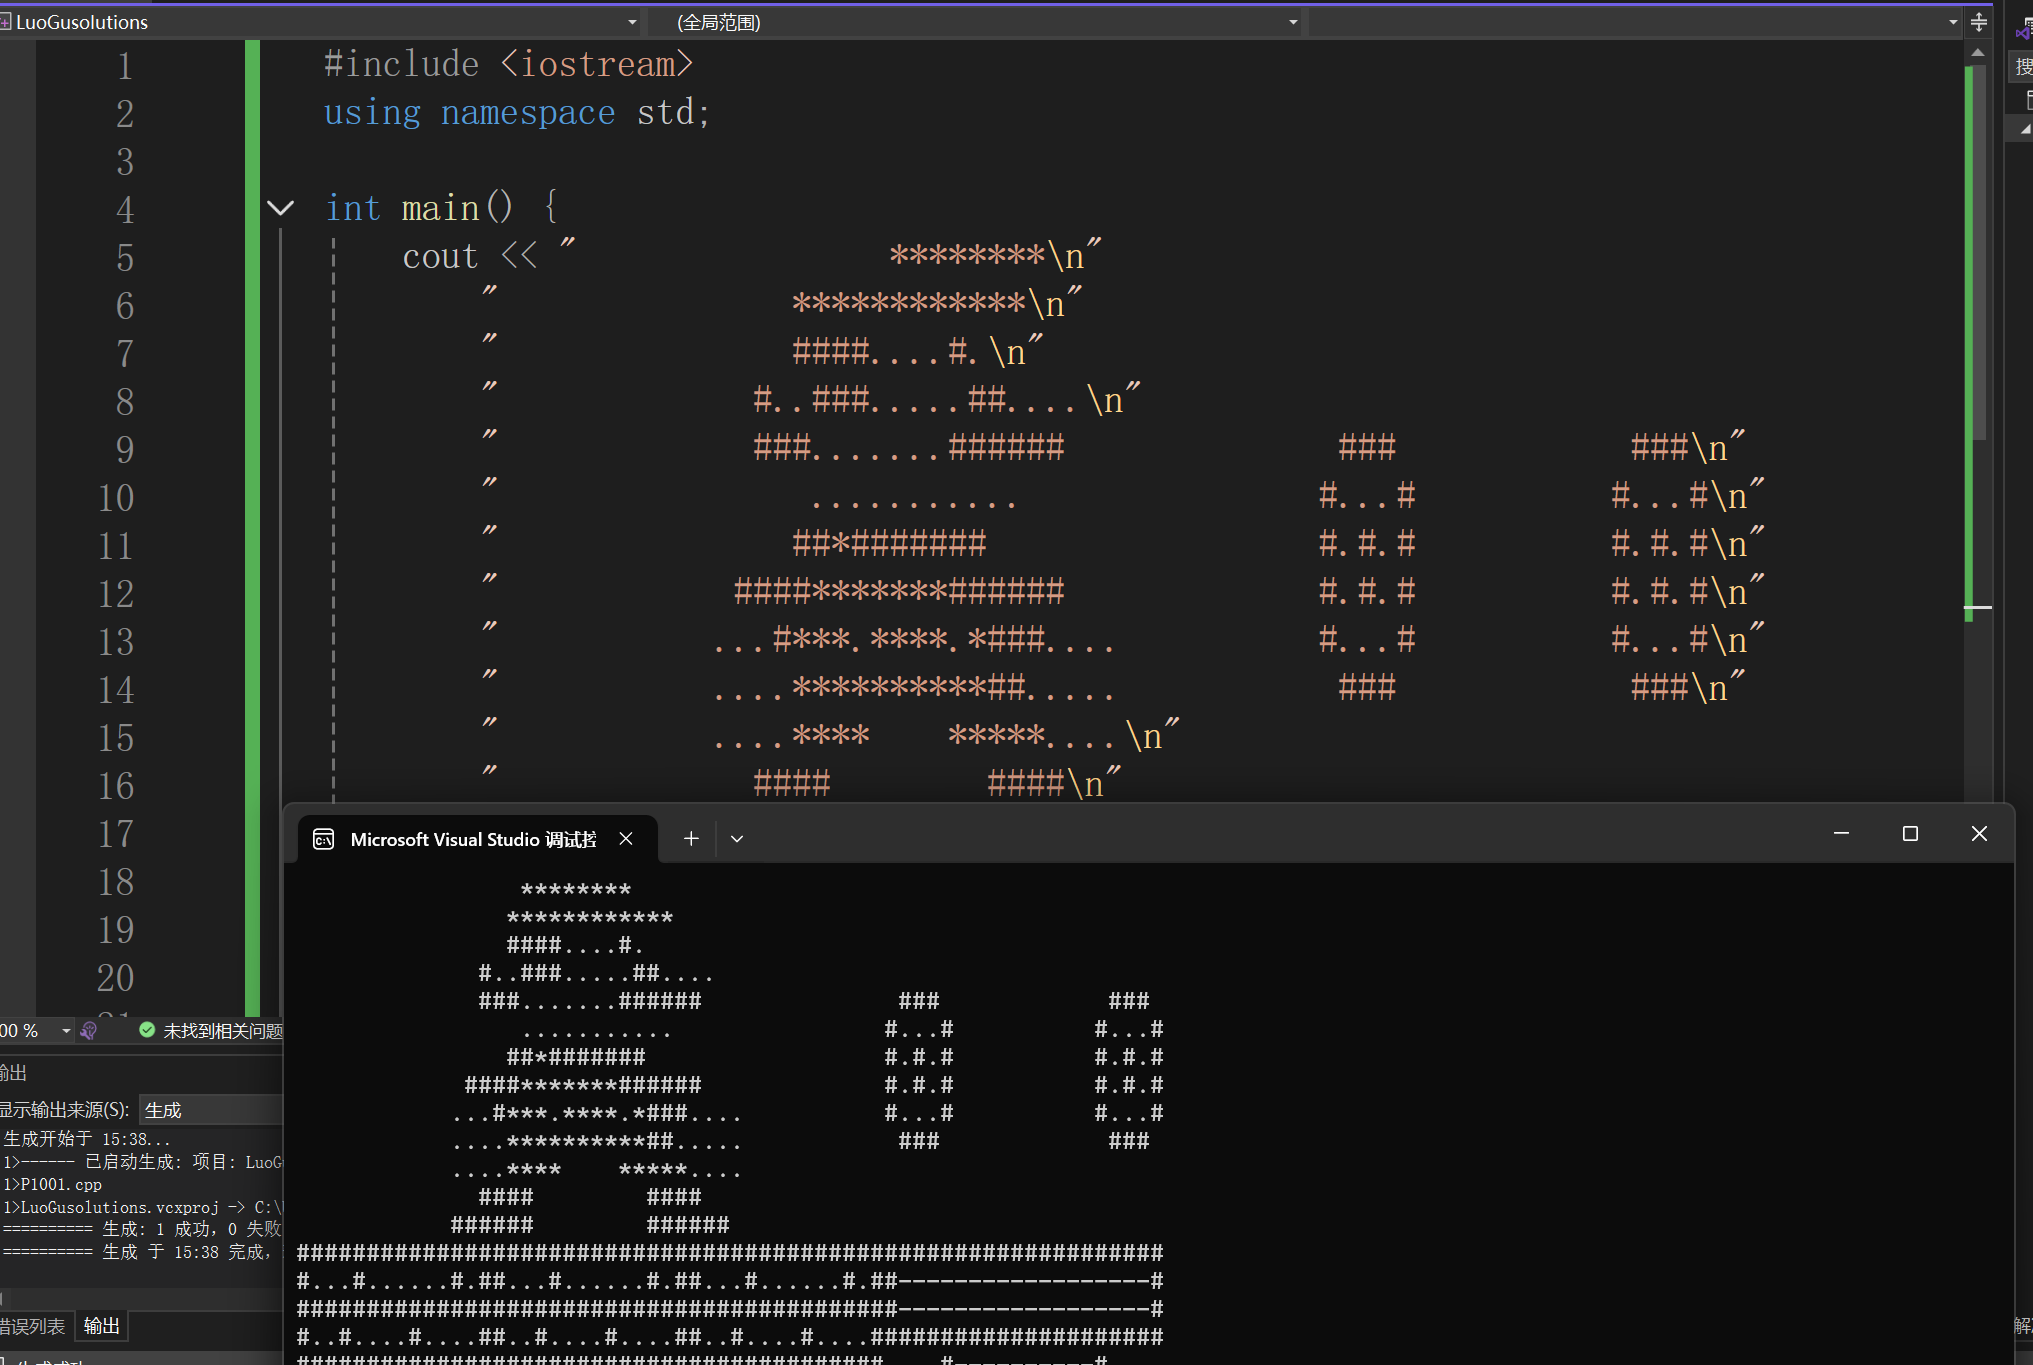 LuoGusolutions (全局范围)
搜
1 #include <iostream>
2 using namespace std;
3
4 int main() {
5     cout << "                ********\n"
6         "               ************\n"
7         "               ####....#.\n"
8         "             #..###.....##....\n"
9         "             ###.......######              ###            ###\n"
10         "                ...........               #...#          #...#\n"
11         "               ##*#######                 #.#.#          #.#.#\n"
12         "            ####*******######             #.#.#          #.#.#\n"
13         "           ...#***.****.*###....          #...#          #...#\n"
14         "           ....**********##.....           ###            ###\n"
15         "           ....****    *****....\n"
16         "             ####        ####\n"
17
18
19
20
00 % 未找到相关问题
输出
显示输出来源(S): 生成
生成开始于 15:38...
1>------ 已启动生成: 项目: LuoG
1>P1001.cpp
1>LuoGusolutions.vcxproj -> C:\
========== 生成: 1 成功，0 失败
========== 生成 于 15:38 完成，
错误列表 输出
Microsoft Visual Studio 调试控
                ********
               ************
               ####....#.
             #..###.....##....
             ###.......######              ###            ###
                ...........               #...#          #...#
               ##*#######                 #.#.#          #.#.#
            ####*******######             #.#.#          #.#.#
           ...#***.****.*###....          #...#          #...#
           ....**********##.....           ###            ###
           ....****    *****....
             ####        ####
           ######        ######
##############################################################
#...#......#.##...#......#.##...#......#.##------------------#
###########################################------------------#
#..#....#....##..#....#....##..#....#....#####################
##########################################    #----------#